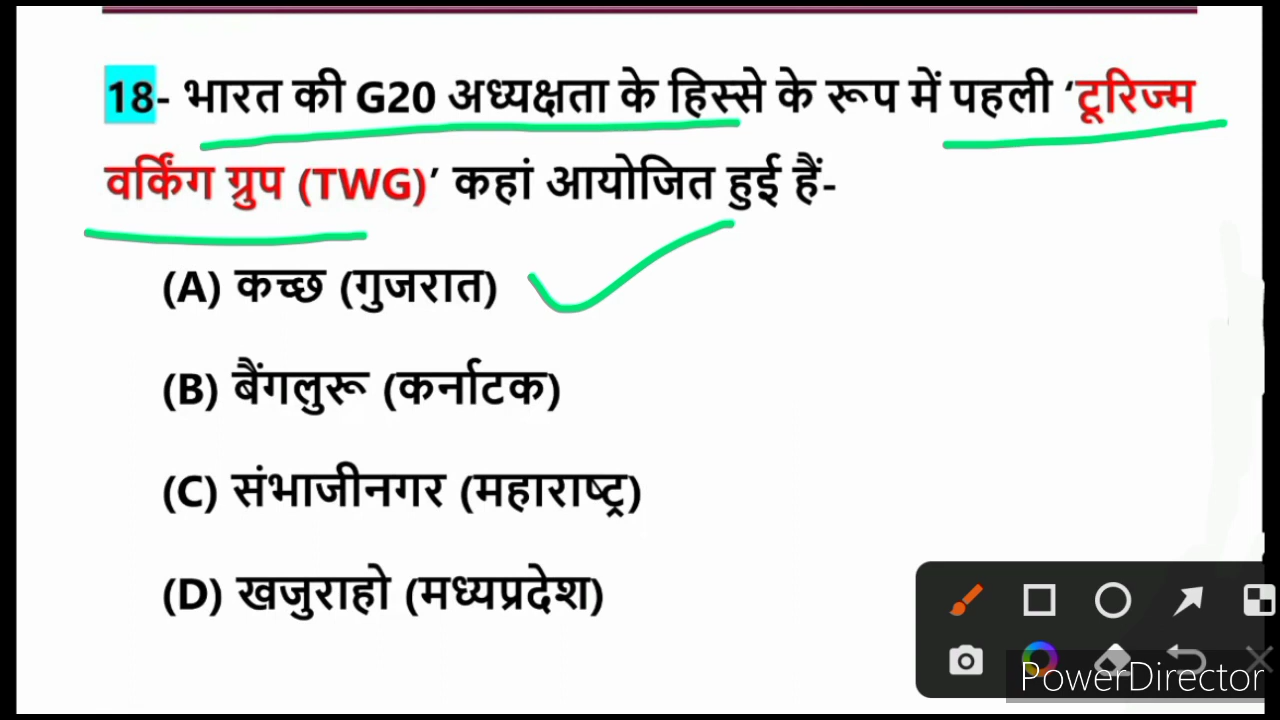 18- भारत की G20 अध्यक्षता के हिस्से के रूप में पहली ‘टूरिज्म
वर्किंग ग्रुप (TWG)’ कहां आयोजित हुई हैं-
(A) कच्छ (गुजरात)
(B) बैंगलुरू (कर्नाटक)
(C) संभाजीनगर (महाराष्ट्र)
(D) खजुराहो (मध्यप्रदेश)
PowerDirector